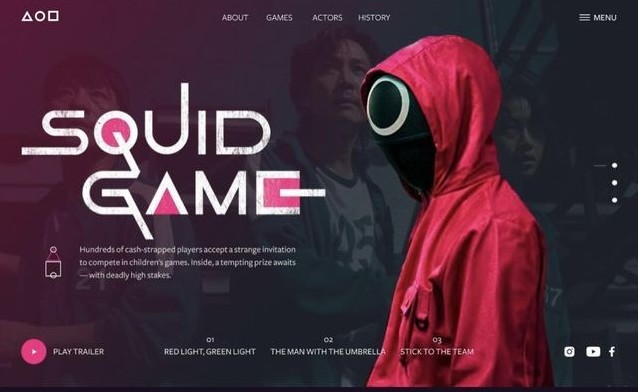 ABOUT GAMES ACTORS HISTORY
MENU
SQUID
GAME
Hundreds of cash-strapped players accept a strange invitation
to compete in children's games. Inside, a tempting prize awaits
—with deadly high stakes.
PLAY TRAILER
01
RED LIGHT, GREEN LIGHT
02
THE MAN WITH THE UMBRELLA
03
STICK TO THE TEAM